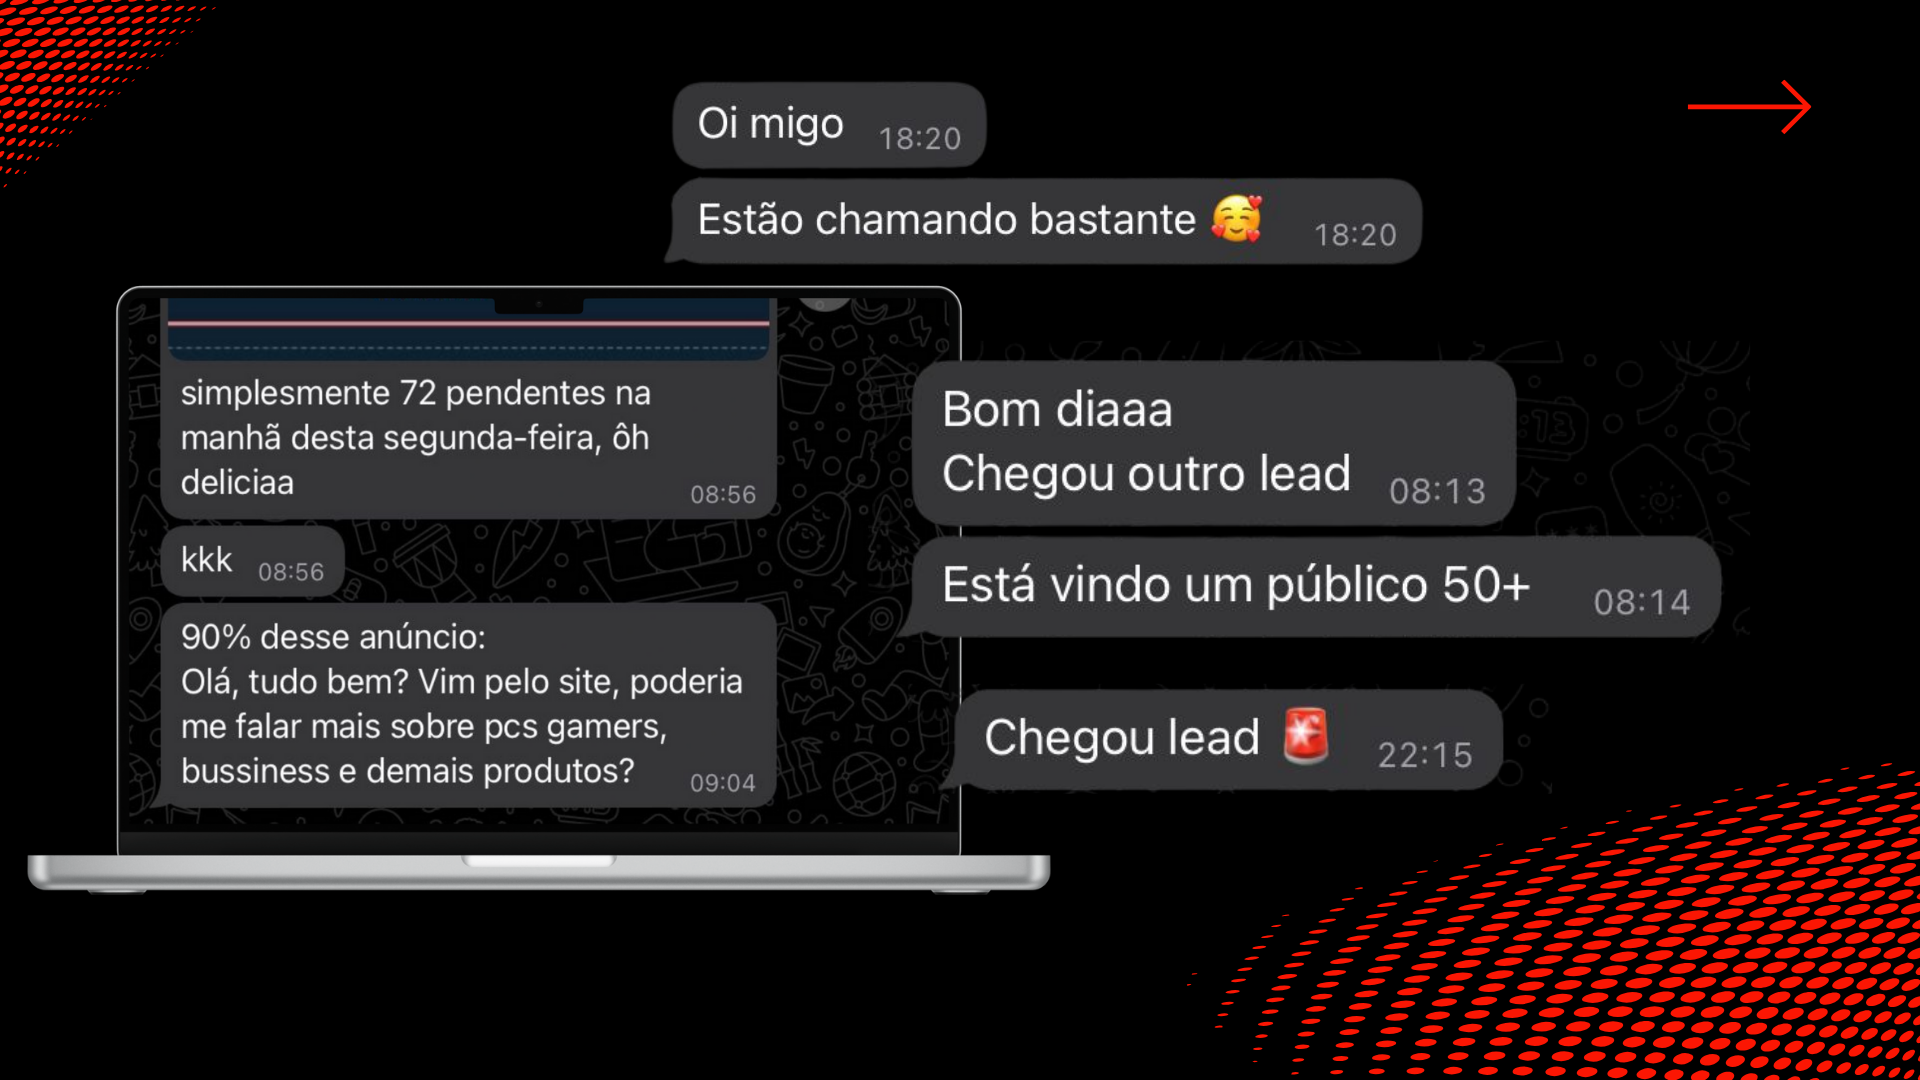 Oi migo 18:20
Estão chamando bastante 🥰 18:20
simplesmente 72 pendentes na
manhã desta segunda-feira, ôh
deliciaa 08:56
kkk 08:56
90% desse anúncio:
Olá, tudo bem? Vim pelo site, poderia
me falar mais sobre pcs gamers,
bussiness e demais produtos? 09:04
Bom diaaa
Chegou outro lead 08:13
Está vindo um público 50+ 08:14
Chegou lead 🚨 22:15